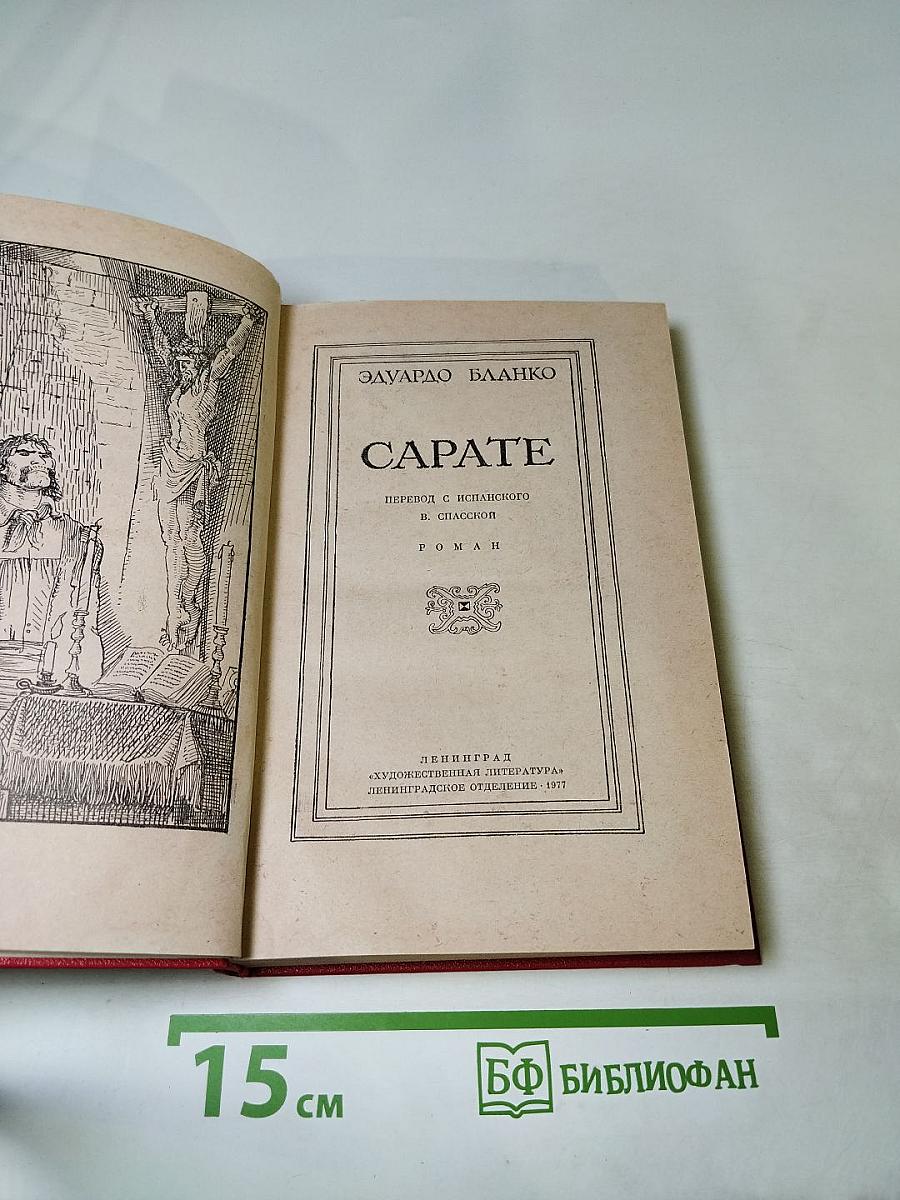 ЭДУАРДО БЛАНКО
САРАТЕ
ПЕРЕВОД С ИСПАНСКОГО
В. СПАССКОЙ
РОМАН
ЛЕНИНГРАД
«ХУДОЖЕСТВЕННАЯ ЛИТЕРАТУРА»
ЛЕНИНГРАДСКОЕ ОТДЕЛЕНИЕ · 1977
15 СМ
БФ БИБЛИОФАН